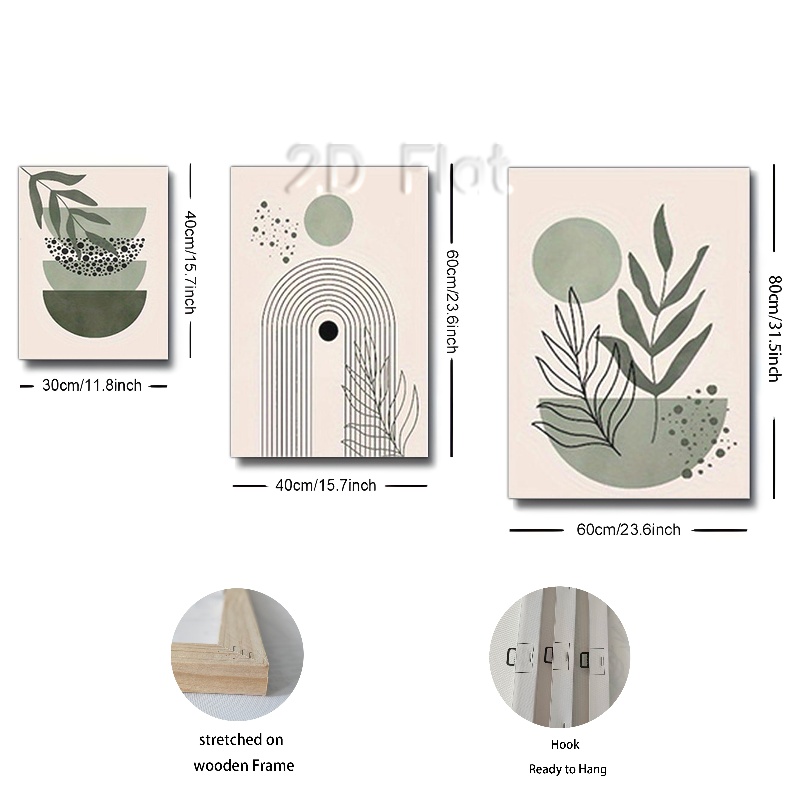 2D Flat
40cm/15.7inch
30cm/11.8inch
60cm/23.6inch
40cm/15.7inch
80cm/31.5inch
60cm/23.6inch
stretched on
wooden Frame
Hook
Ready to Hang